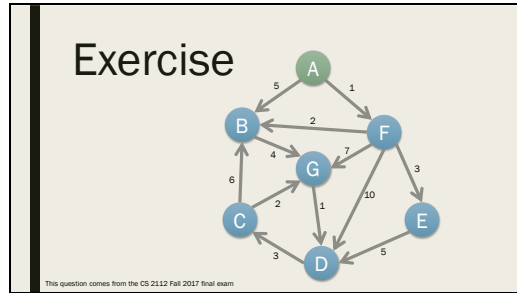 Exercise
A
5
1
B
2
F
4
7
G
3
6
2
1
10
C
E
3
5
D
This question comes from the CS 2112 Fall 2017 final exam